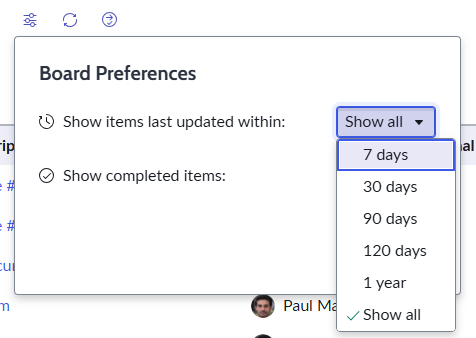 Board Preferences
Show items last updated within:
Show all
7 days
30 days
90 days
120 days
1 year
Show all
Show completed items:
Paul